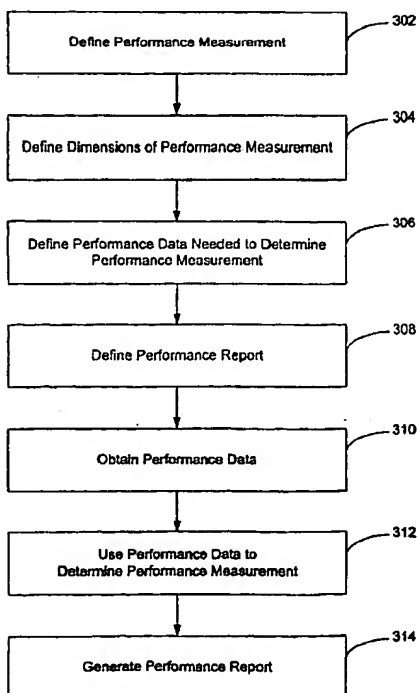 Define Performance Measurement
302
Define Dimensions of Performance Measurement
304
Define Performance Data Needed to Determine
Performance Measurement
306
Define Performance Report
308
Obtain Performance Data
310
Use Performance Data to
Determine Performance Measurement
312
Generate Performance Report
314